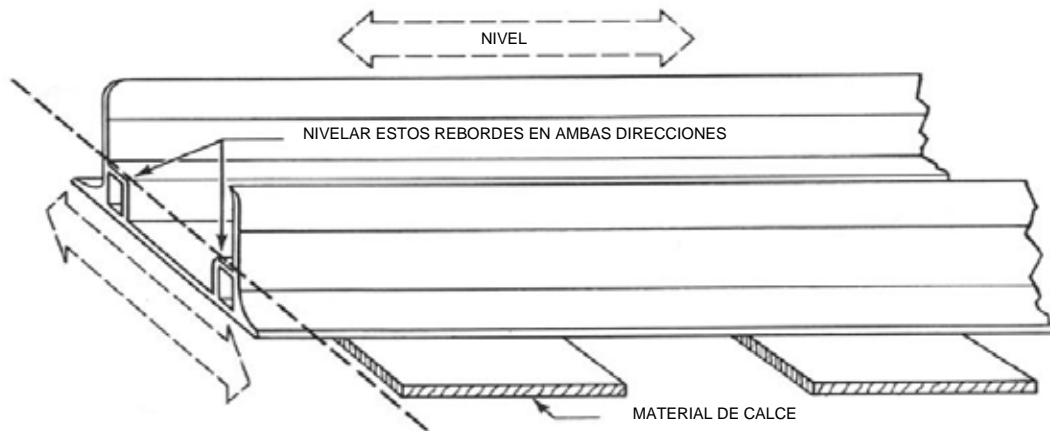 NIVEL
NIVELAR ESTOS REBORDES EN AMBAS DIRECCIONES
MATERIAL DE CALCE